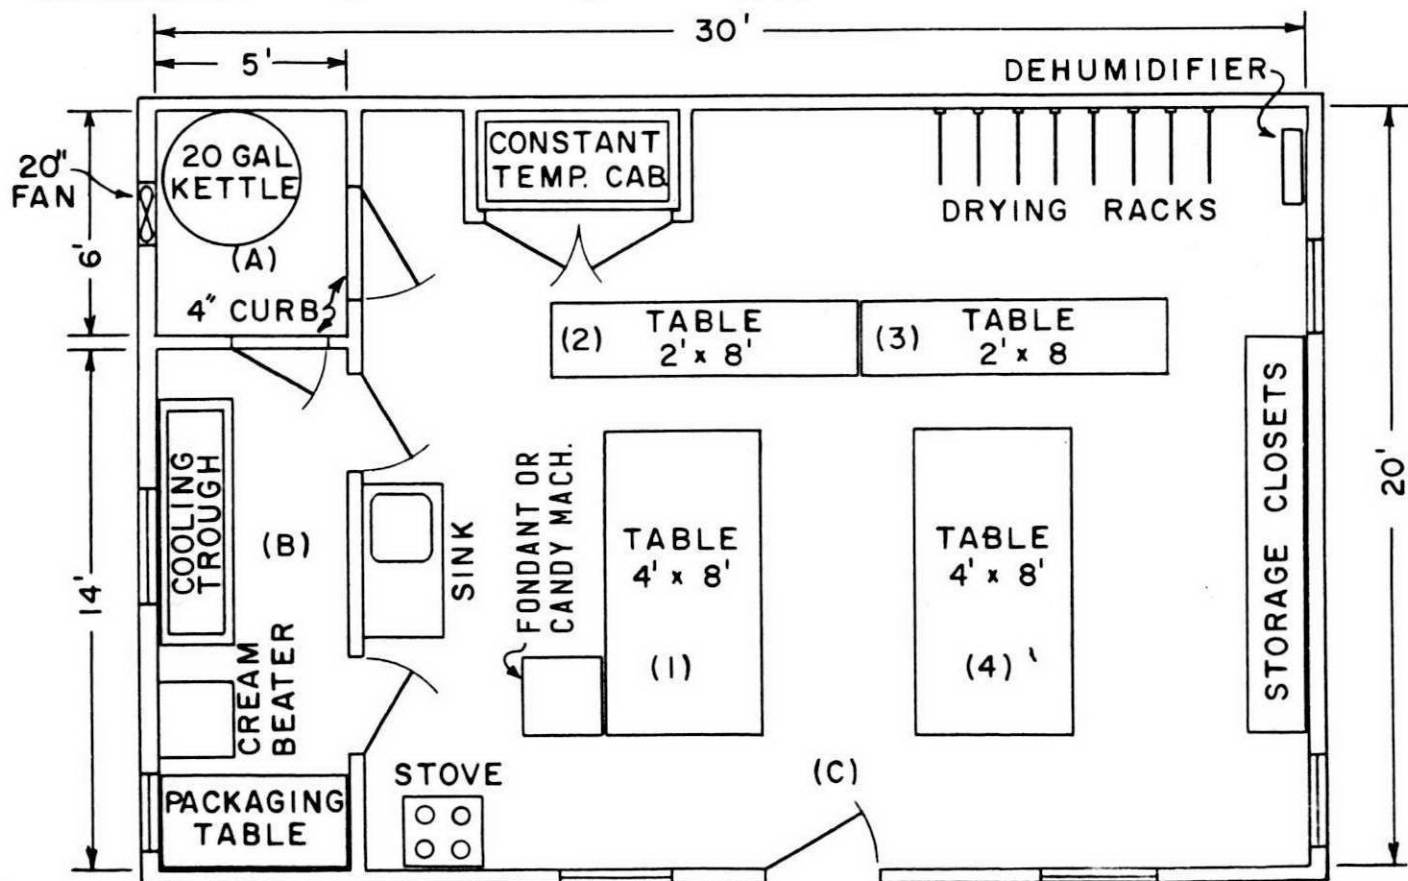 30'
5'
DEHUMIDIFIER
20" FAN
20 GAL
KETTLE
(A)
6'
4" CURB
CONSTANT
TEMP. CAB
DRYING RACKS
(2) TABLE
2' x 8'
(3) TABLE
2' x 8
20'
14'
COOLING
TROUGH
(B)
SINK
FONDANT OR
CANDY MACH.
TABLE
4' x 8'
(1)
TABLE
4' x 8'
(4)
STORAGE CLOSETS
CREAM
BEATER
PACKAGING
TABLE
STOVE
(C)